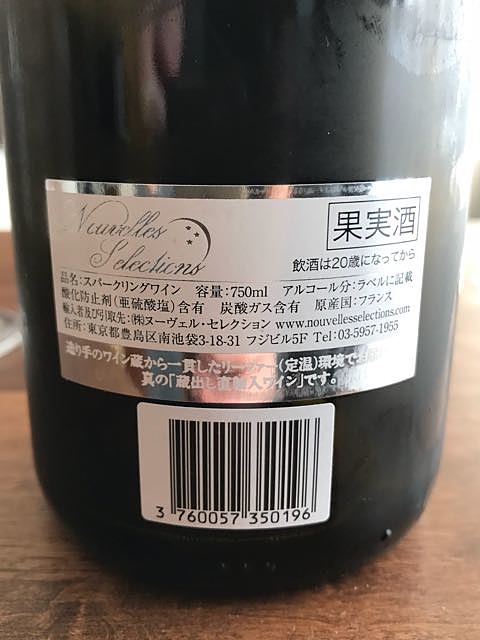 Nouvelles
Selections
果実酒
飲酒は20歳になってから
品名:スパークリングワイン 容量:750ml アルコール分:ラベルに記載
酸化防止剤(亜硫酸塩)含有 炭酸ガス含有 原産国:フランス
輸入者及び引取先:㈱ヌーヴェル・セレクション www.nouvellesselections.com
住所:東京都豊島区南池袋3-18-31 フジビル5F Tel:03-5957-1955
造り手のワイン蔵から一貫したリーファー(定温)環境で
真の「蔵出し直輸入ワイン」です。
3 760057 350196